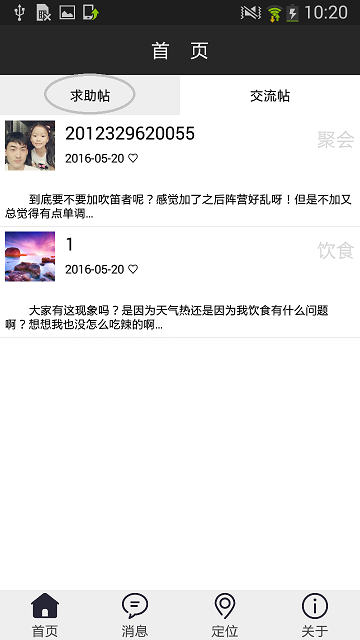 10:20
首 页
求助帖 交流帖
2012329620055
聚会
2016-05-20 ♡
到底要不要加吹笛者呢？感觉加了之后阵营好乱呀！但是不加又
总觉得有点单调...
1
饮食
2016-05-20 ♡
大家有这现象吗？是因为天气热还是因为我饮食有什么问题
啊？想想我也没怎么吃辣的啊...
首页 消息 定位 关于